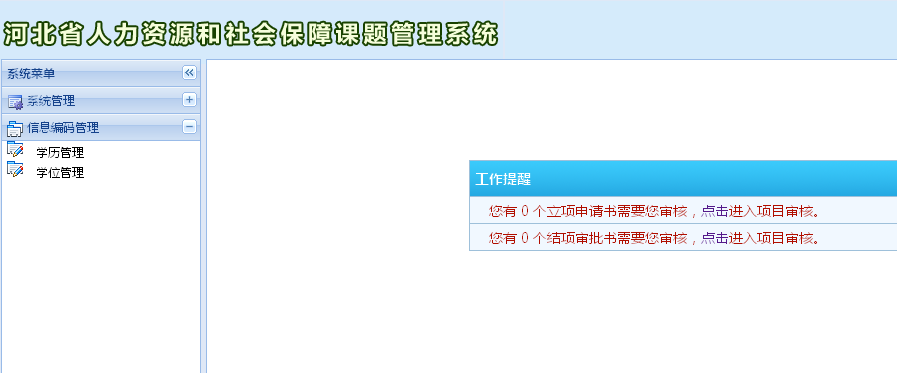 河北省人力资源和社会保障课题管理系统
系统菜单
系统管理
信息编码管理
学历管理
学位管理
工作提醒
您有 0 个立项申请书需要您审核，点击进入项目审核。
您有 0 个结项审批书需要您审核，点击进入项目审核。